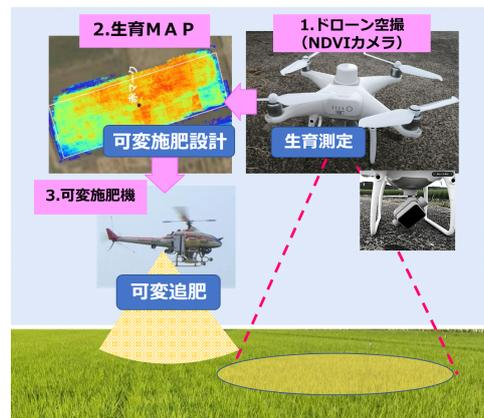 1.ドローン空撮
(NDVIカメラ)
生育測定
2.生育MAP
可変施肥設計
3.可変施肥機
可変追肥